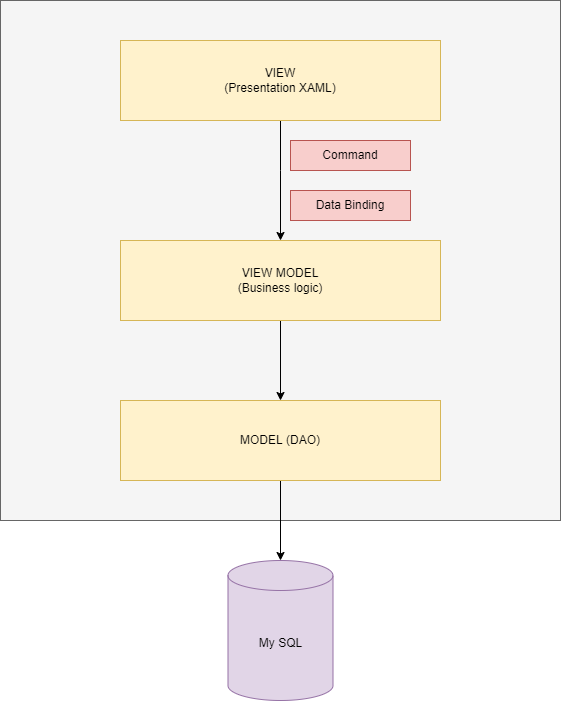 VIEW
(Presentation XAML)
Command
Data Binding
VIEW MODEL
(Business logic)
MODEL (DAO)
My SQL